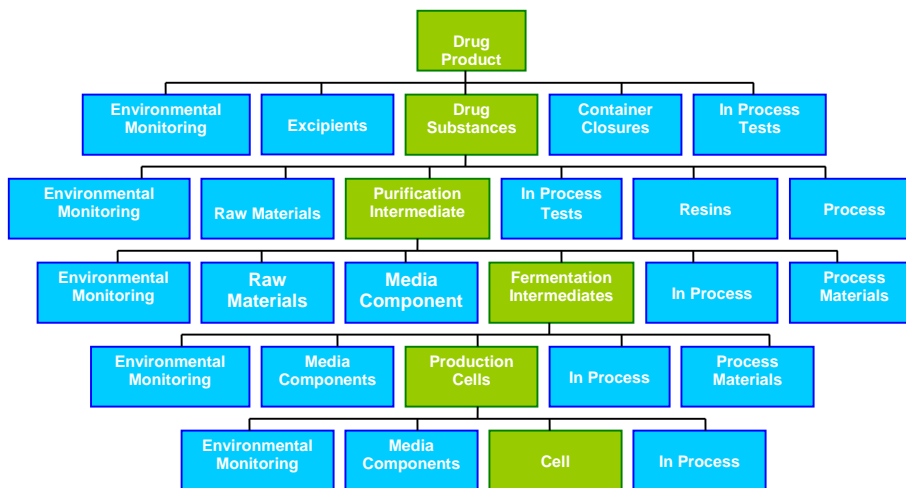 Drug
Product
Environmental
Monitoring
Excipients
Drug
Substances
Container
Closures
In Process
Tests
Environmental
Monitoring
Raw Materials
Purification
Intermediate
In Process
Tests
Resins
Process
Environmental
Monitoring
Raw
Materials
Media
Component
Fermentation
Intermediates
In Process
Process
Materials
Environmental
Monitoring
Media
Components
Production
Cells
In Process
Process
Materials
Environmental
Monitoring
Media
Components
Cell
In Process